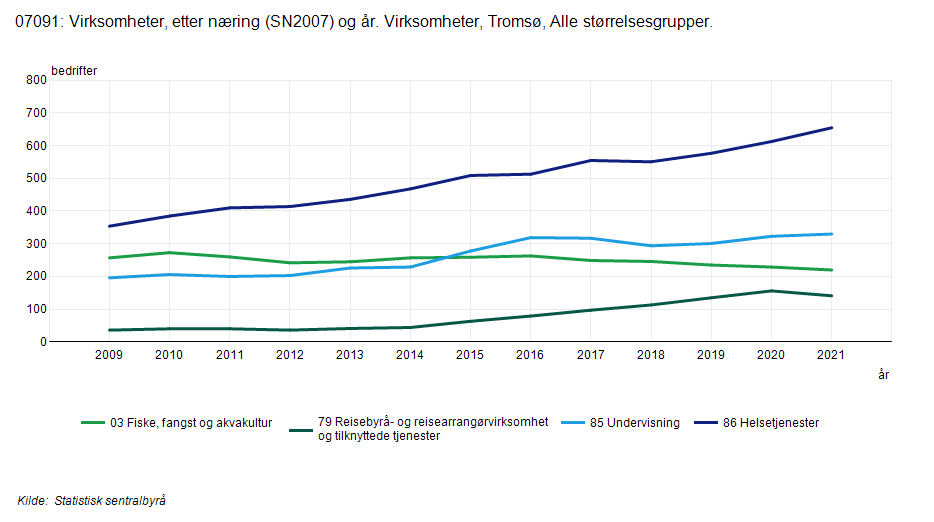 07091: Virksomheter, etter næring (SN2007) og år. Virksomheter, Tromsø, Alle størrelsesgrupper.
bedrifter
800
700
600
500
400
300
200
100
0
2009 2010 2011 2012 2013 2014 2015 2016 2017 2018 2019 2020 2021
år
03 Fiske, fangst og akvakultur
79 Reisebyrå- og reisearrangørvirksomhet
og tilknyttede tjenester
85 Undervisning
86 Helsetjenester
Kilde: Statistisk sentralbyrå